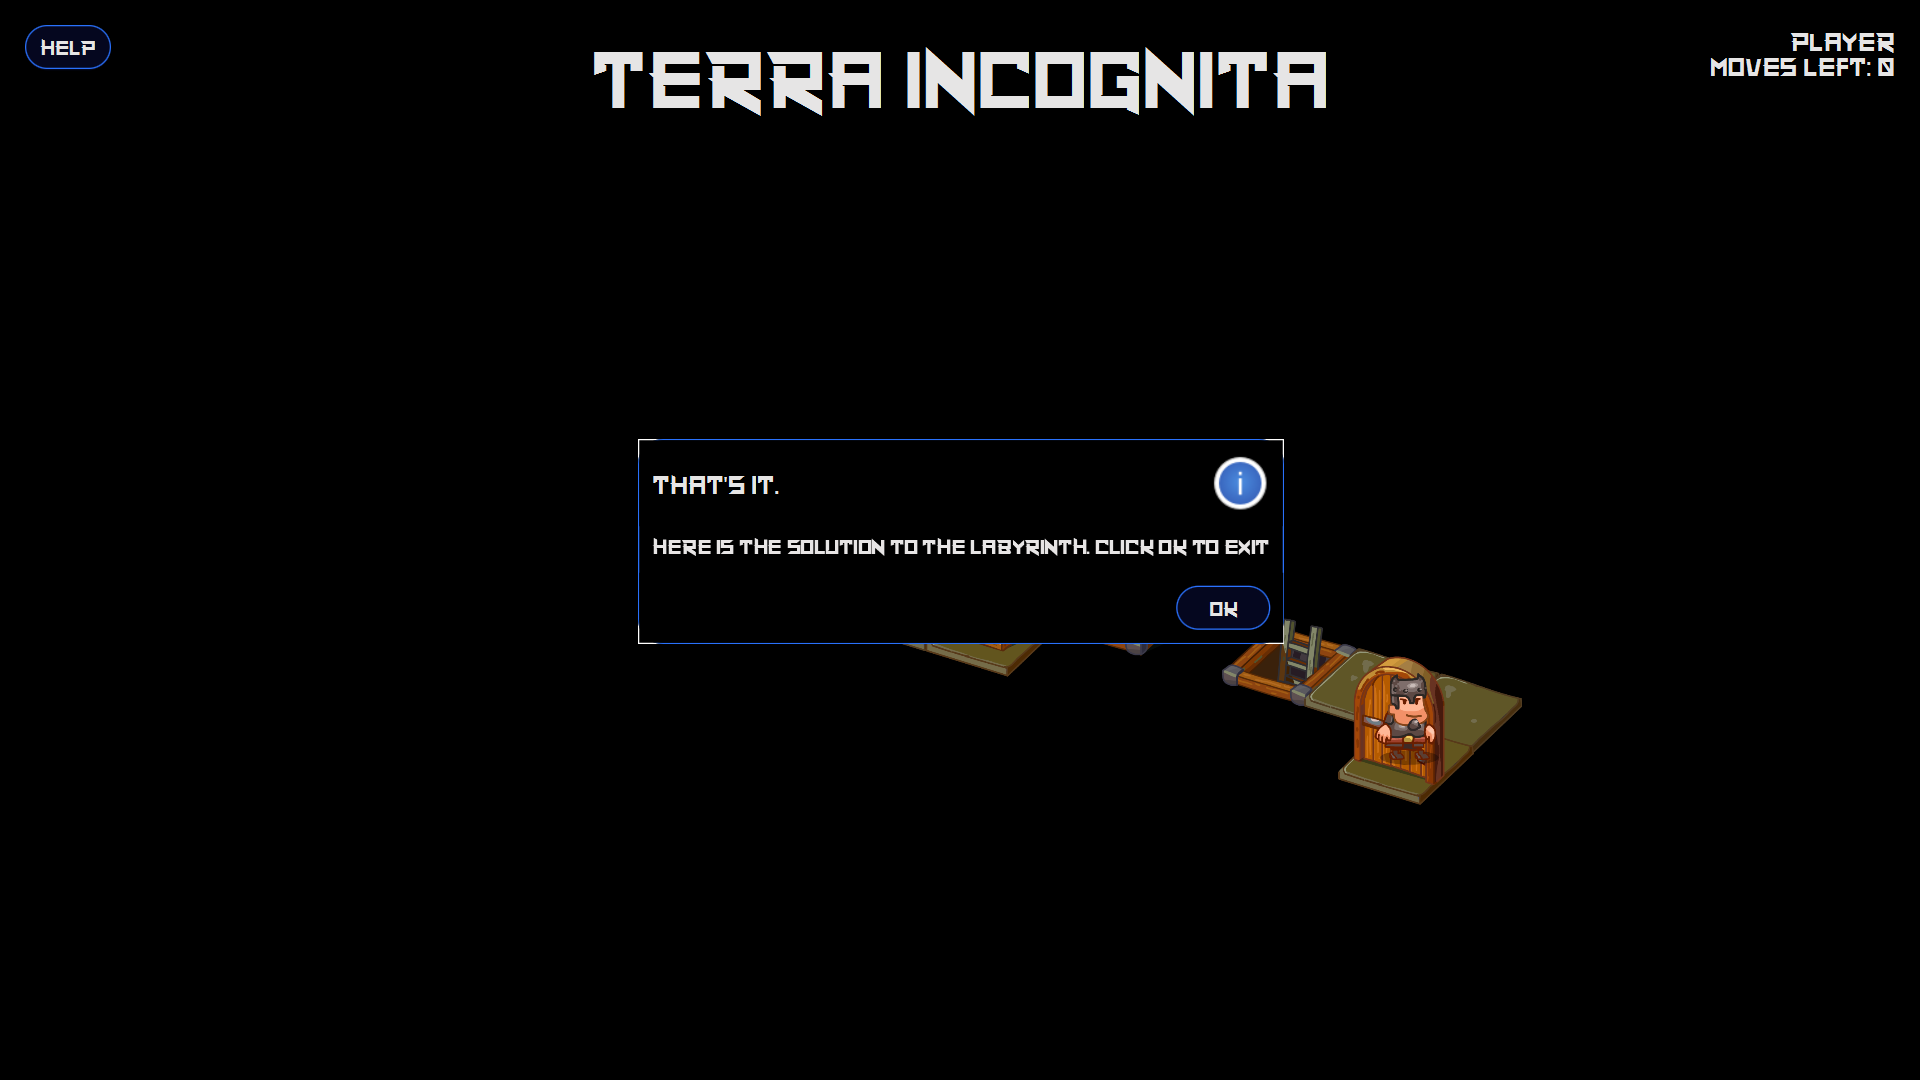 HELP
TERRA INCOGNITA
PLAYER
MOVES LEFT: 0
THAT'S IT.
i
HERE IS THE SOLUTION TO THE LABYRINTH. CLICK OK TO EXIT
OK